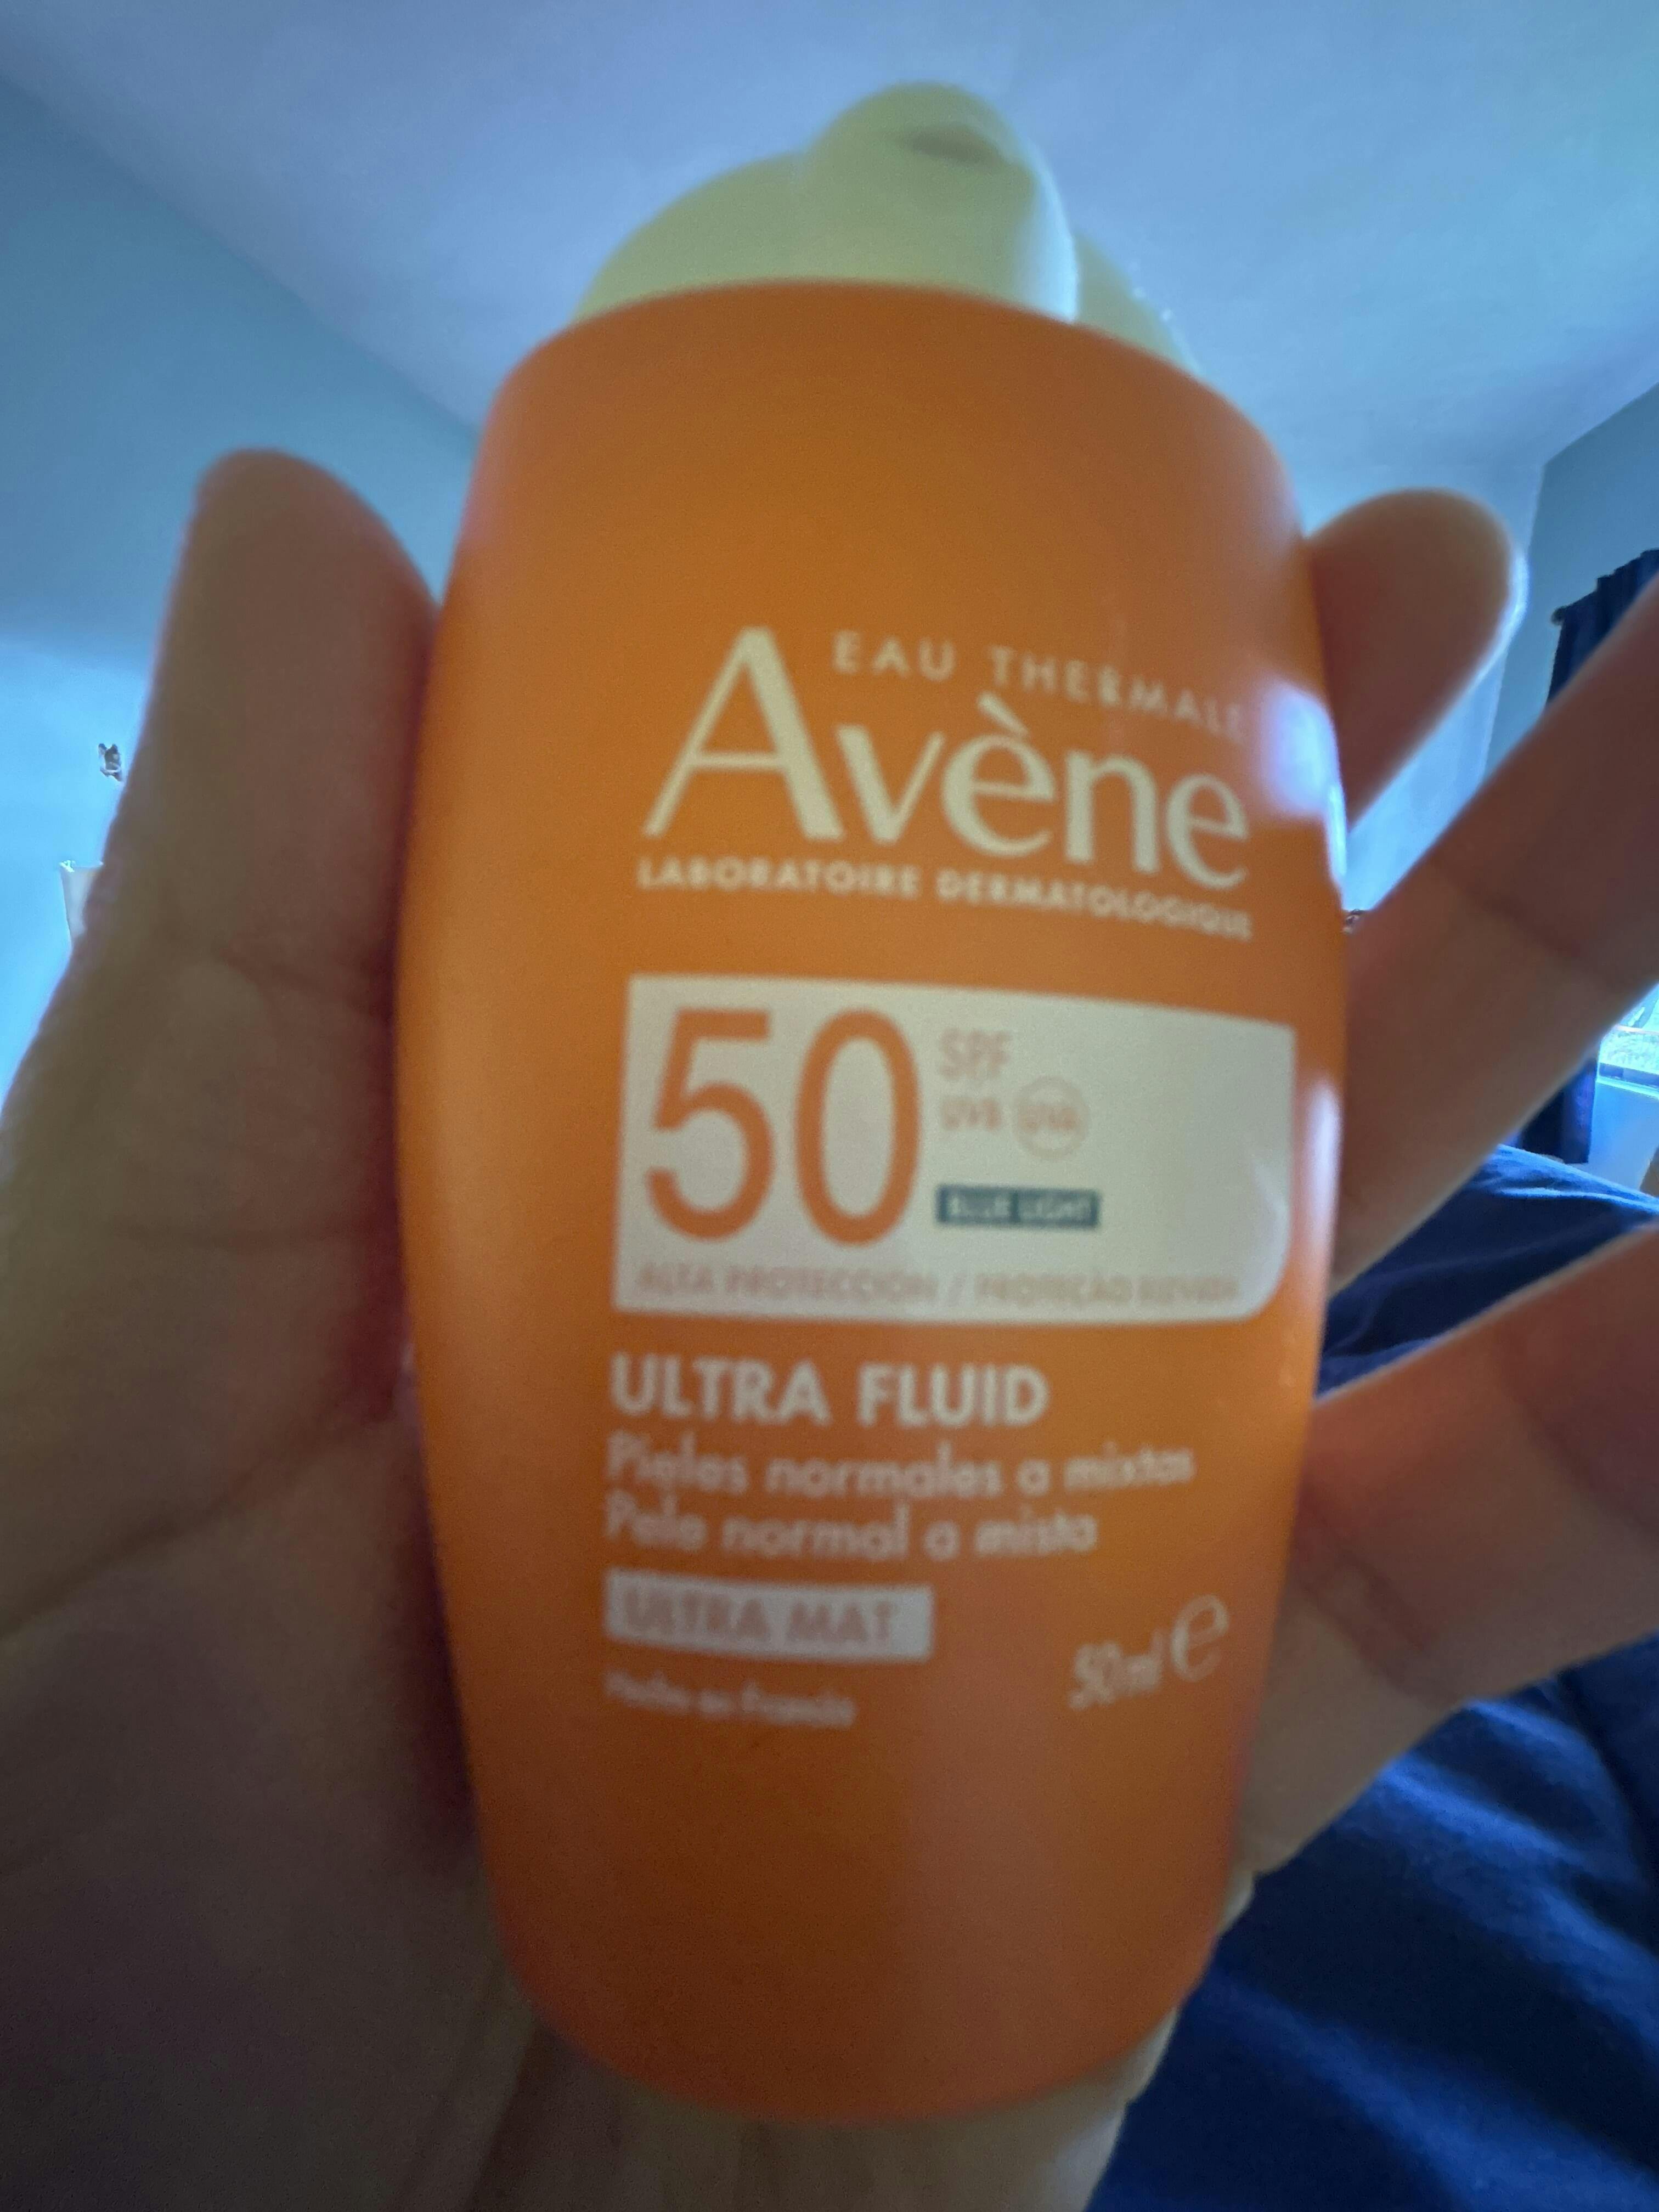 EAU THERMALE
Avène
LABORATOIRE DERMATOLOGIQUE
50 SPF
UVB UVA
BLUE LIGHT
ALTA PROTECCIÓN / PROTEÇÃO ELEVADA
ULTRA FLUID
Pieles normales a mixtas
Pele normal a mista
ULTRA MAT
50ml e